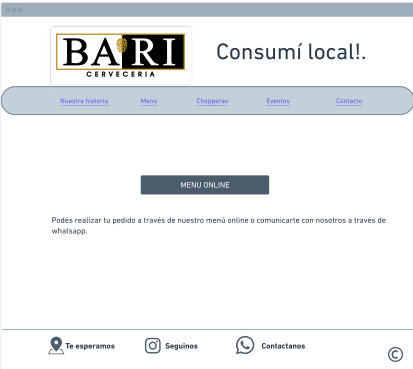 BARI
CERVECERIA
Consumí local!.
Nuestra historia Menu Chopperas Eventos Contacto
MENU ONLINE
Podés realizar tu pedido a través de nuestro menú online o comunicarte con nosotros a través de
whatsapp.
Te esperamos Seguinos Contactanos
©